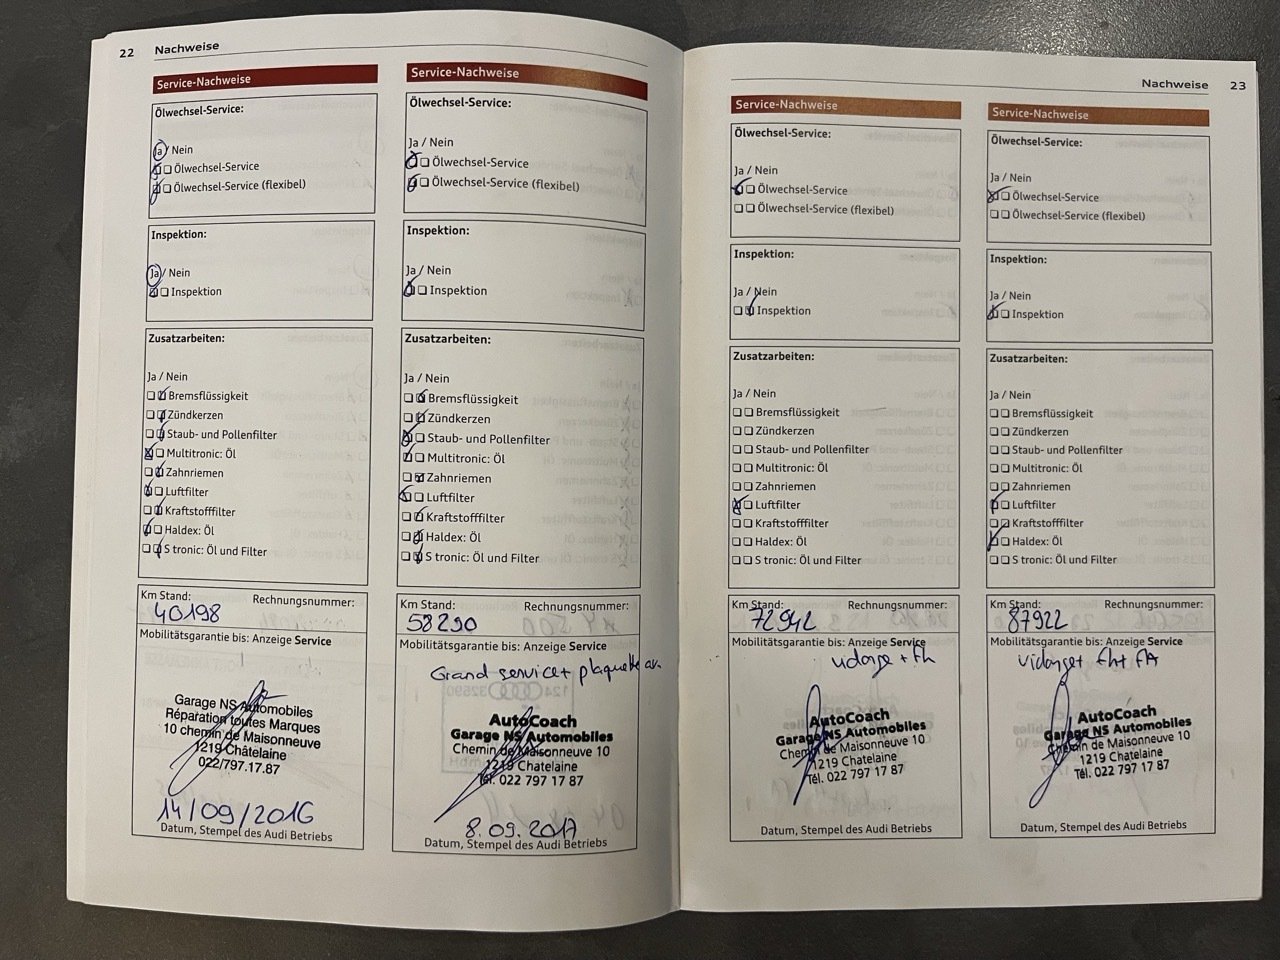 22 Nachweise
Service-Nachweise
Ölwechsel-Service:
Ja / Nein
Ölwechsel-Service
Ölwechsel-Service (flexibel)
Inspektion:
Ja / Nein
Inspektion
Zusatzarbeiten:
Ja / Nein
Bremsflüssigkeit
Zündkerzen
Staub- und Pollenfilter
Multitronic: Öl
Zahnriemen
Luftfilter
Kraftstofffilter
Haldex: Öl
S tronic: Öl und Filter
Km Stand: Rechnungsnummer:
40198
Mobilitätsgarantie bis: Anzeige Service
Garage NS Automobiles
Réparation toutes Marques
10 chemin de Maisonneuve
1219 Châtelaine
022/797.17.87
14/09/2016
Datum, Stempel des Audi Betriebs
Service-Nachweise
Ölwechsel-Service:
Ja / Nein
Ölwechsel-Service
Ölwechsel-Service (flexibel)
Inspektion:
Ja / Nein
Inspektion
Zusatzarbeiten:
Ja / Nein
Bremsflüssigkeit
Zündkerzen
Staub- und Pollenfilter
Multitronic: Öl
Zahnriemen
Luftfilter
Kraftstofffilter
Haldex: Öl
S tronic: Öl und Filter
Km Stand: Rechnungsnummer:
58290
Mobilitätsgarantie bis: Anzeige Service
Grand service + plaquette av.
AutoCoach
Garage NS Automobiles
Chemin de Maisonneuve 10
1219 Chatelaine
Tél. 022 797 17 87
8.09.2017
Datum, Stempel des Audi Betriebs
Nachweise 23
Service-Nachweise
Ölwechsel-Service:
Ja / Nein
Ölwechsel-Service
Ölwechsel-Service (flexibel)
Inspektion:
Ja / Nein
Inspektion
Zusatzarbeiten:
Ja / Nein
Bremsflüssigkeit
Zündkerzen
Staub- und Pollenfilter
Multitronic: Öl
Zahnriemen
Luftfilter
Kraftstofffilter
Haldex: Öl
S tronic: Öl und Filter
Km Stand: Rechnungsnummer:
72942
Mobilitätsgarantie bis: Anzeige Service
vidange + fh
AutoCoach
Garage NS Automobiles
Chemin de Maisonneuve 10
1219 Chatelaine
Tél. 022 797 17 87
Datum, Stempel des Audi Betriebs
Service-Nachweise
Ölwechsel-Service:
Ja / Nein
Ölwechsel-Service
Ölwechsel-Service (flexibel)
Inspektion:
Ja / Nein
Inspektion
Zusatzarbeiten:
Ja / Nein
Bremsflüssigkeit
Zündkerzen
Staub- und Pollenfilter
Multitronic: Öl
Zahnriemen
Luftfilter
Kraftstofffilter
Haldex: Öl
S tronic: Öl und Filter
Km Stand: Rechnungsnummer:
87922
Mobilitätsgarantie bis: Anzeige Service
vidange + fh + fA
AutoCoach
Garage NS Automobiles
Chemin de Maisonneuve 10
1219 Chatelaine
Tél. 022 797 17 87
Datum, Stempel des Audi Betriebs